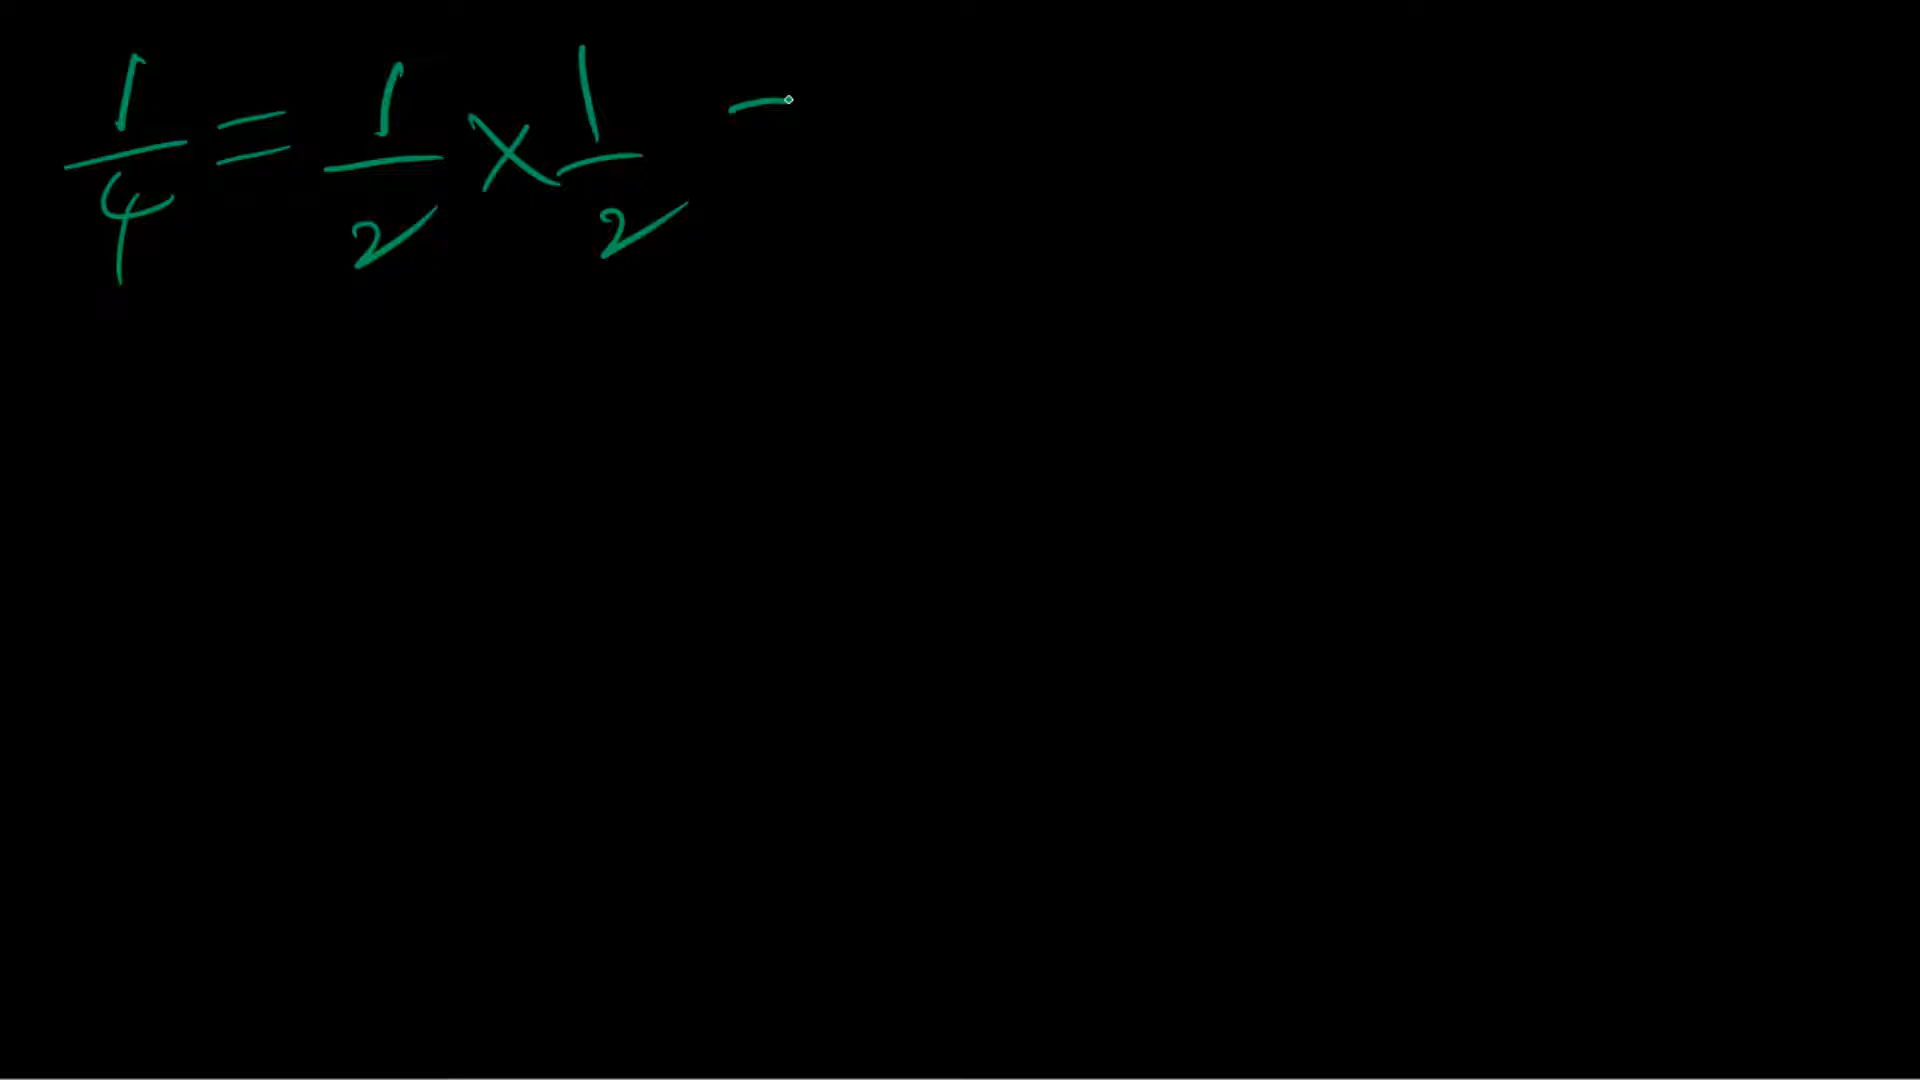 1/4 = 1/2 × 1/2 −